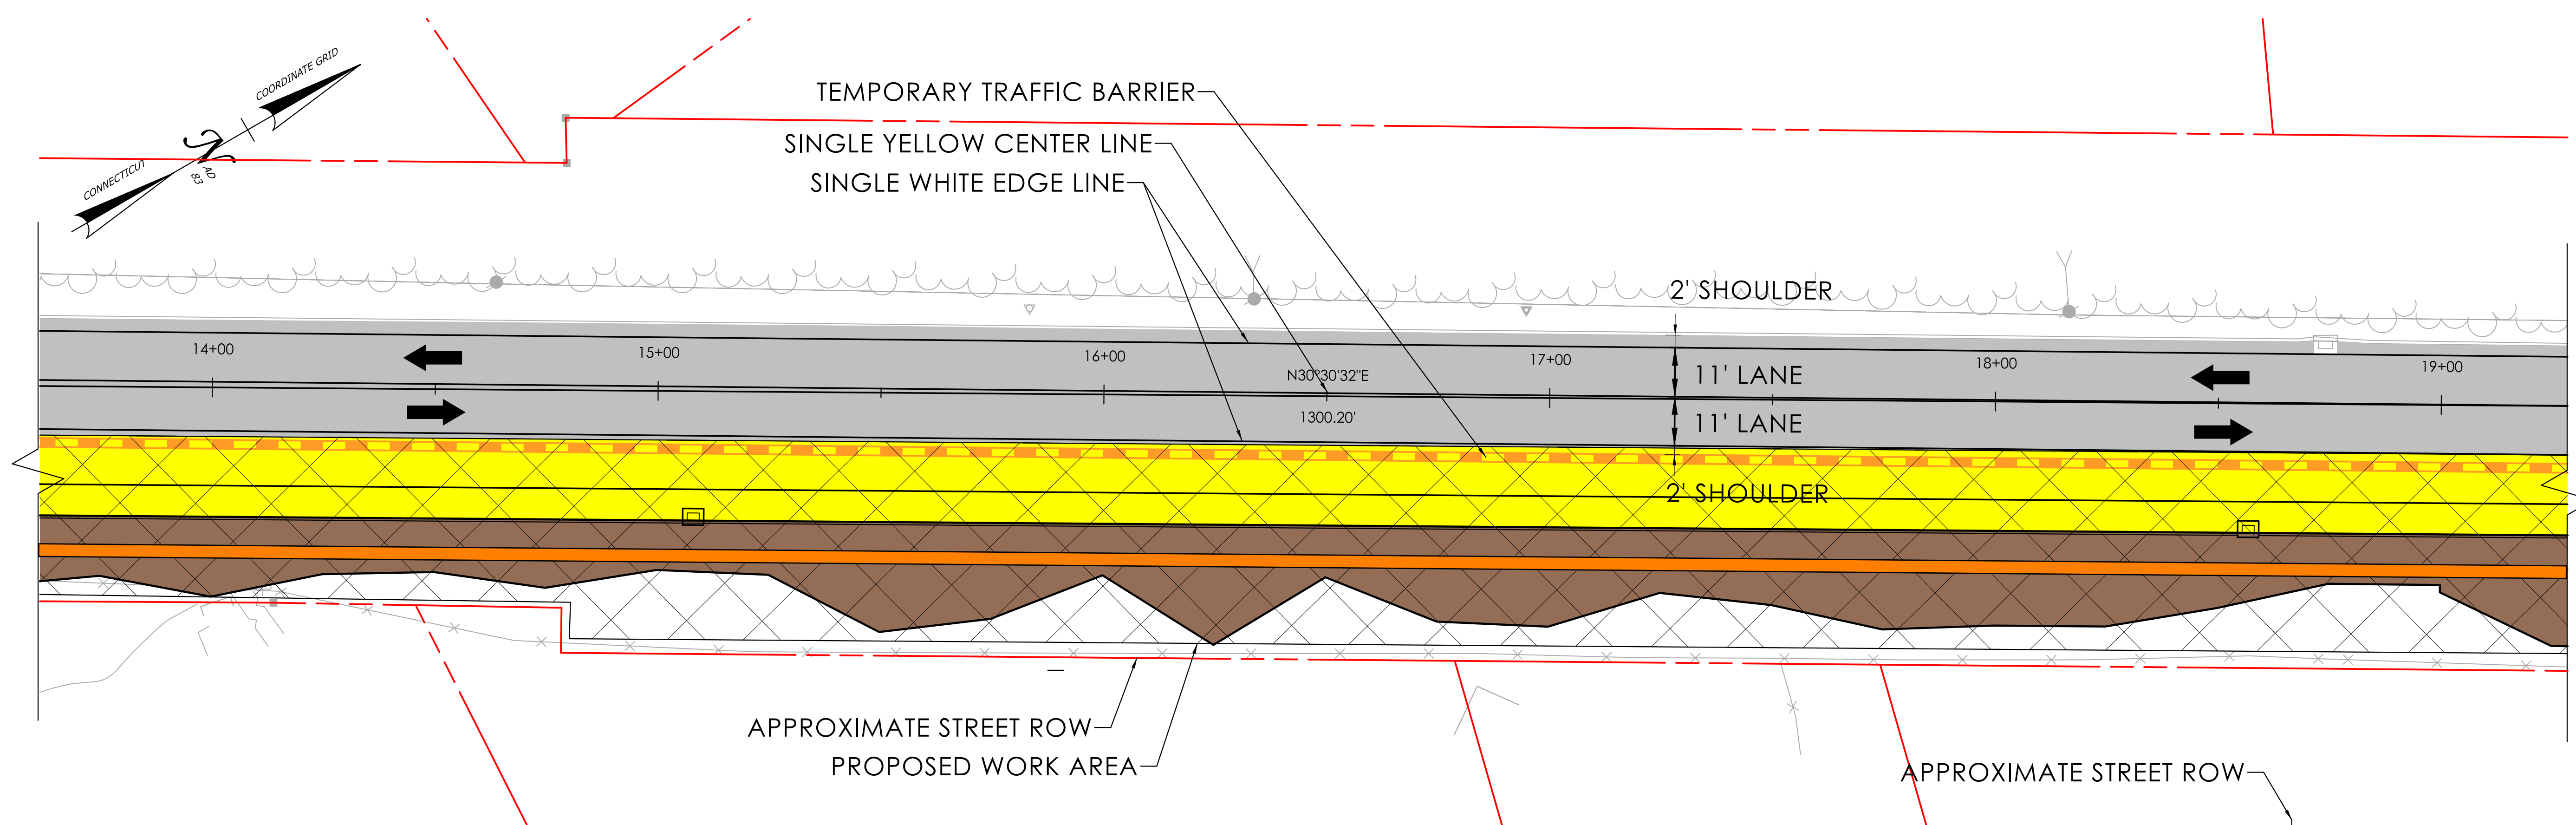 COORDINATE GRID
N
AD
83
CONNECTICUT
TEMPORARY TRAFFIC BARRIER
SINGLE YELLOW CENTER LINE
SINGLE WHITE EDGE LINE
2' SHOULDER
14+00
15+00
16+00
17+00
18+00
19+00
N30°30'32"E
11' LANE
1300.20'
11' LANE
2' SHOULDER
APPROXIMATE STREET ROW
PROPOSED WORK AREA
APPROXIMATE STREET ROW